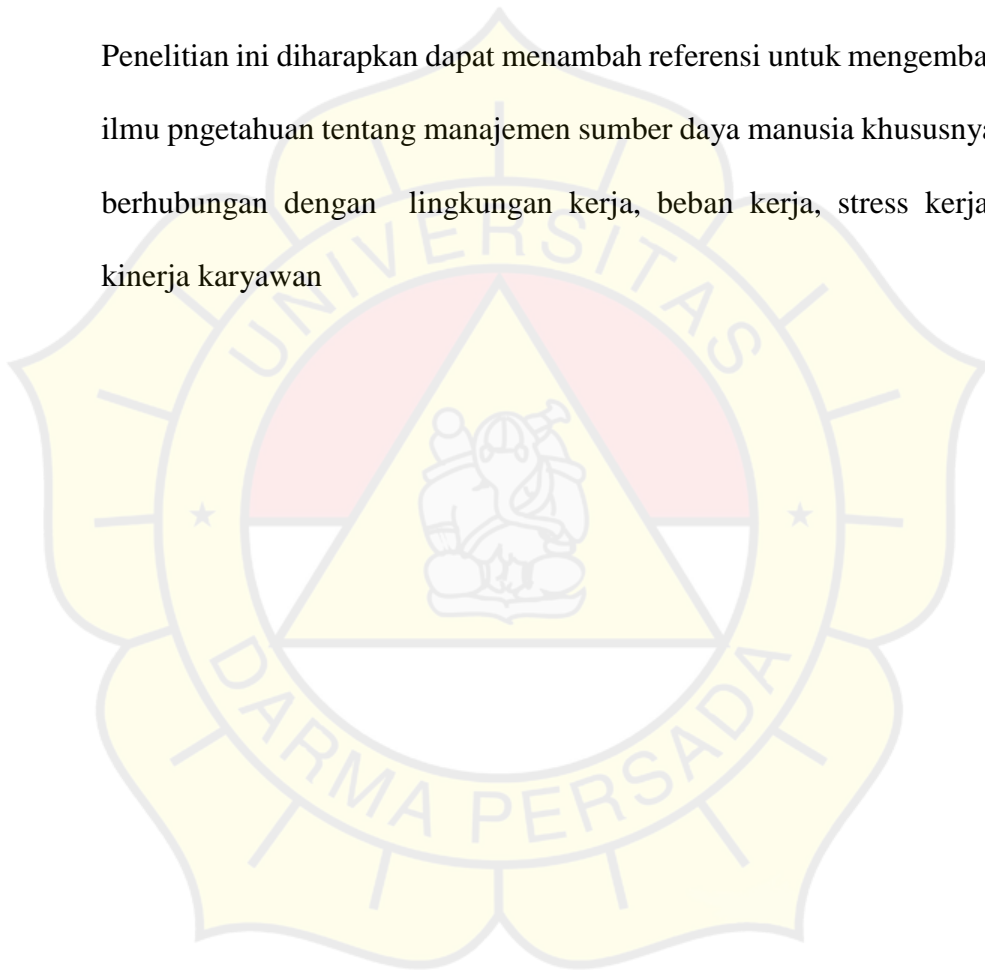 Penelitian ini diharapkan dapat menambah referensi untuk mengemba
ilmu pngetahuan tentang manajemen sumber daya manusia khususnya
berhubungan dengan lingkungan kerja, beban kerja, stress kerja
kinerja karyawan
UNIVERSITAS
DARMA PERSADA